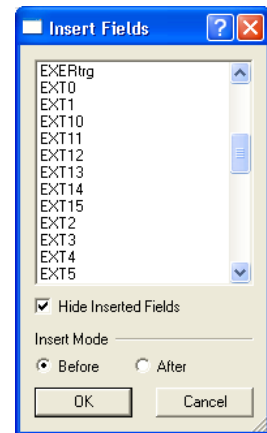 Insert Fields
EXERtrg
EXT0
EXT1
EXT10
EXT11
EXT12
EXT13
EXT14
EXT15
EXT2
EXT3
EXT4
EXT5
Hide Inserted Fields
Insert Mode
Before After
OK Cancel